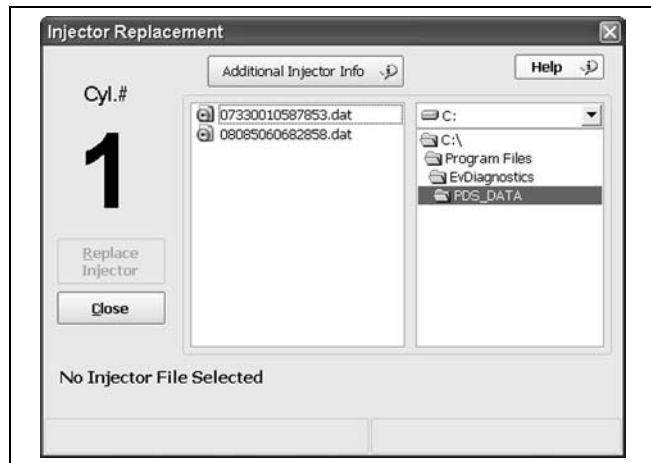 Injector Replacement
Additional Injector Info
Help
Cyl.#
1
Replace
Injector
Close
07330010587853.dat
08085060682858.dat
C:
C:\
Program Files
EvDiagnostics
PDS_DATA
No Injector File Selected